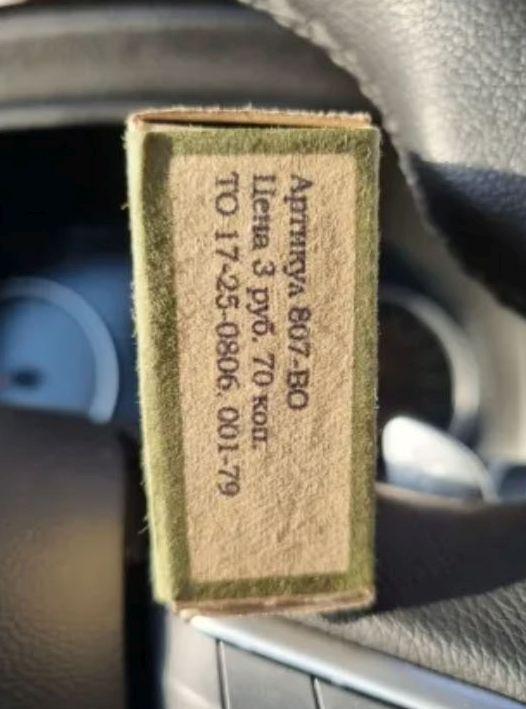 Артикул 807-ВО
Цена 3 руб. 70 коп.
ТО 17-25-0806. 001-79